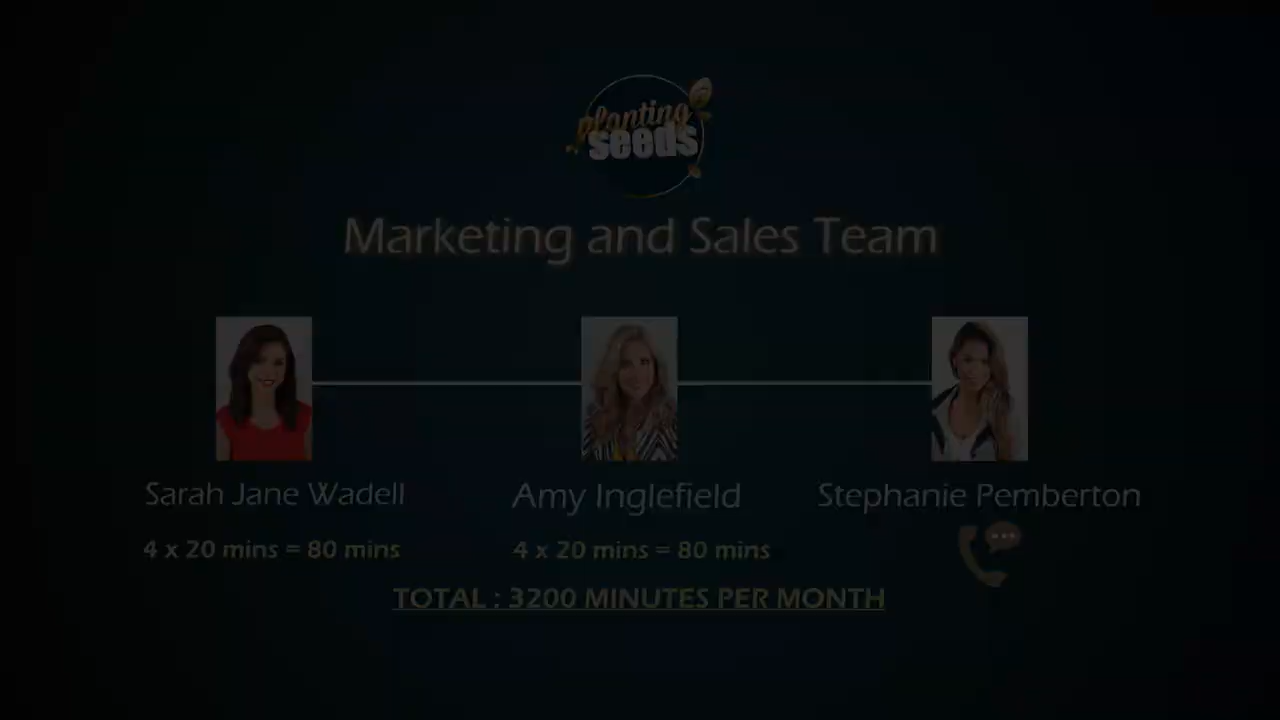 planting
seeds
Marketing and Sales Team
Sarah Jane Wadell
Amy Inglefield
Stephanie Pemberton
4 x 20 mins = 80 mins
4 x 20 mins = 80 mins
TOTAL : 3200 MINUTES PER MONTH